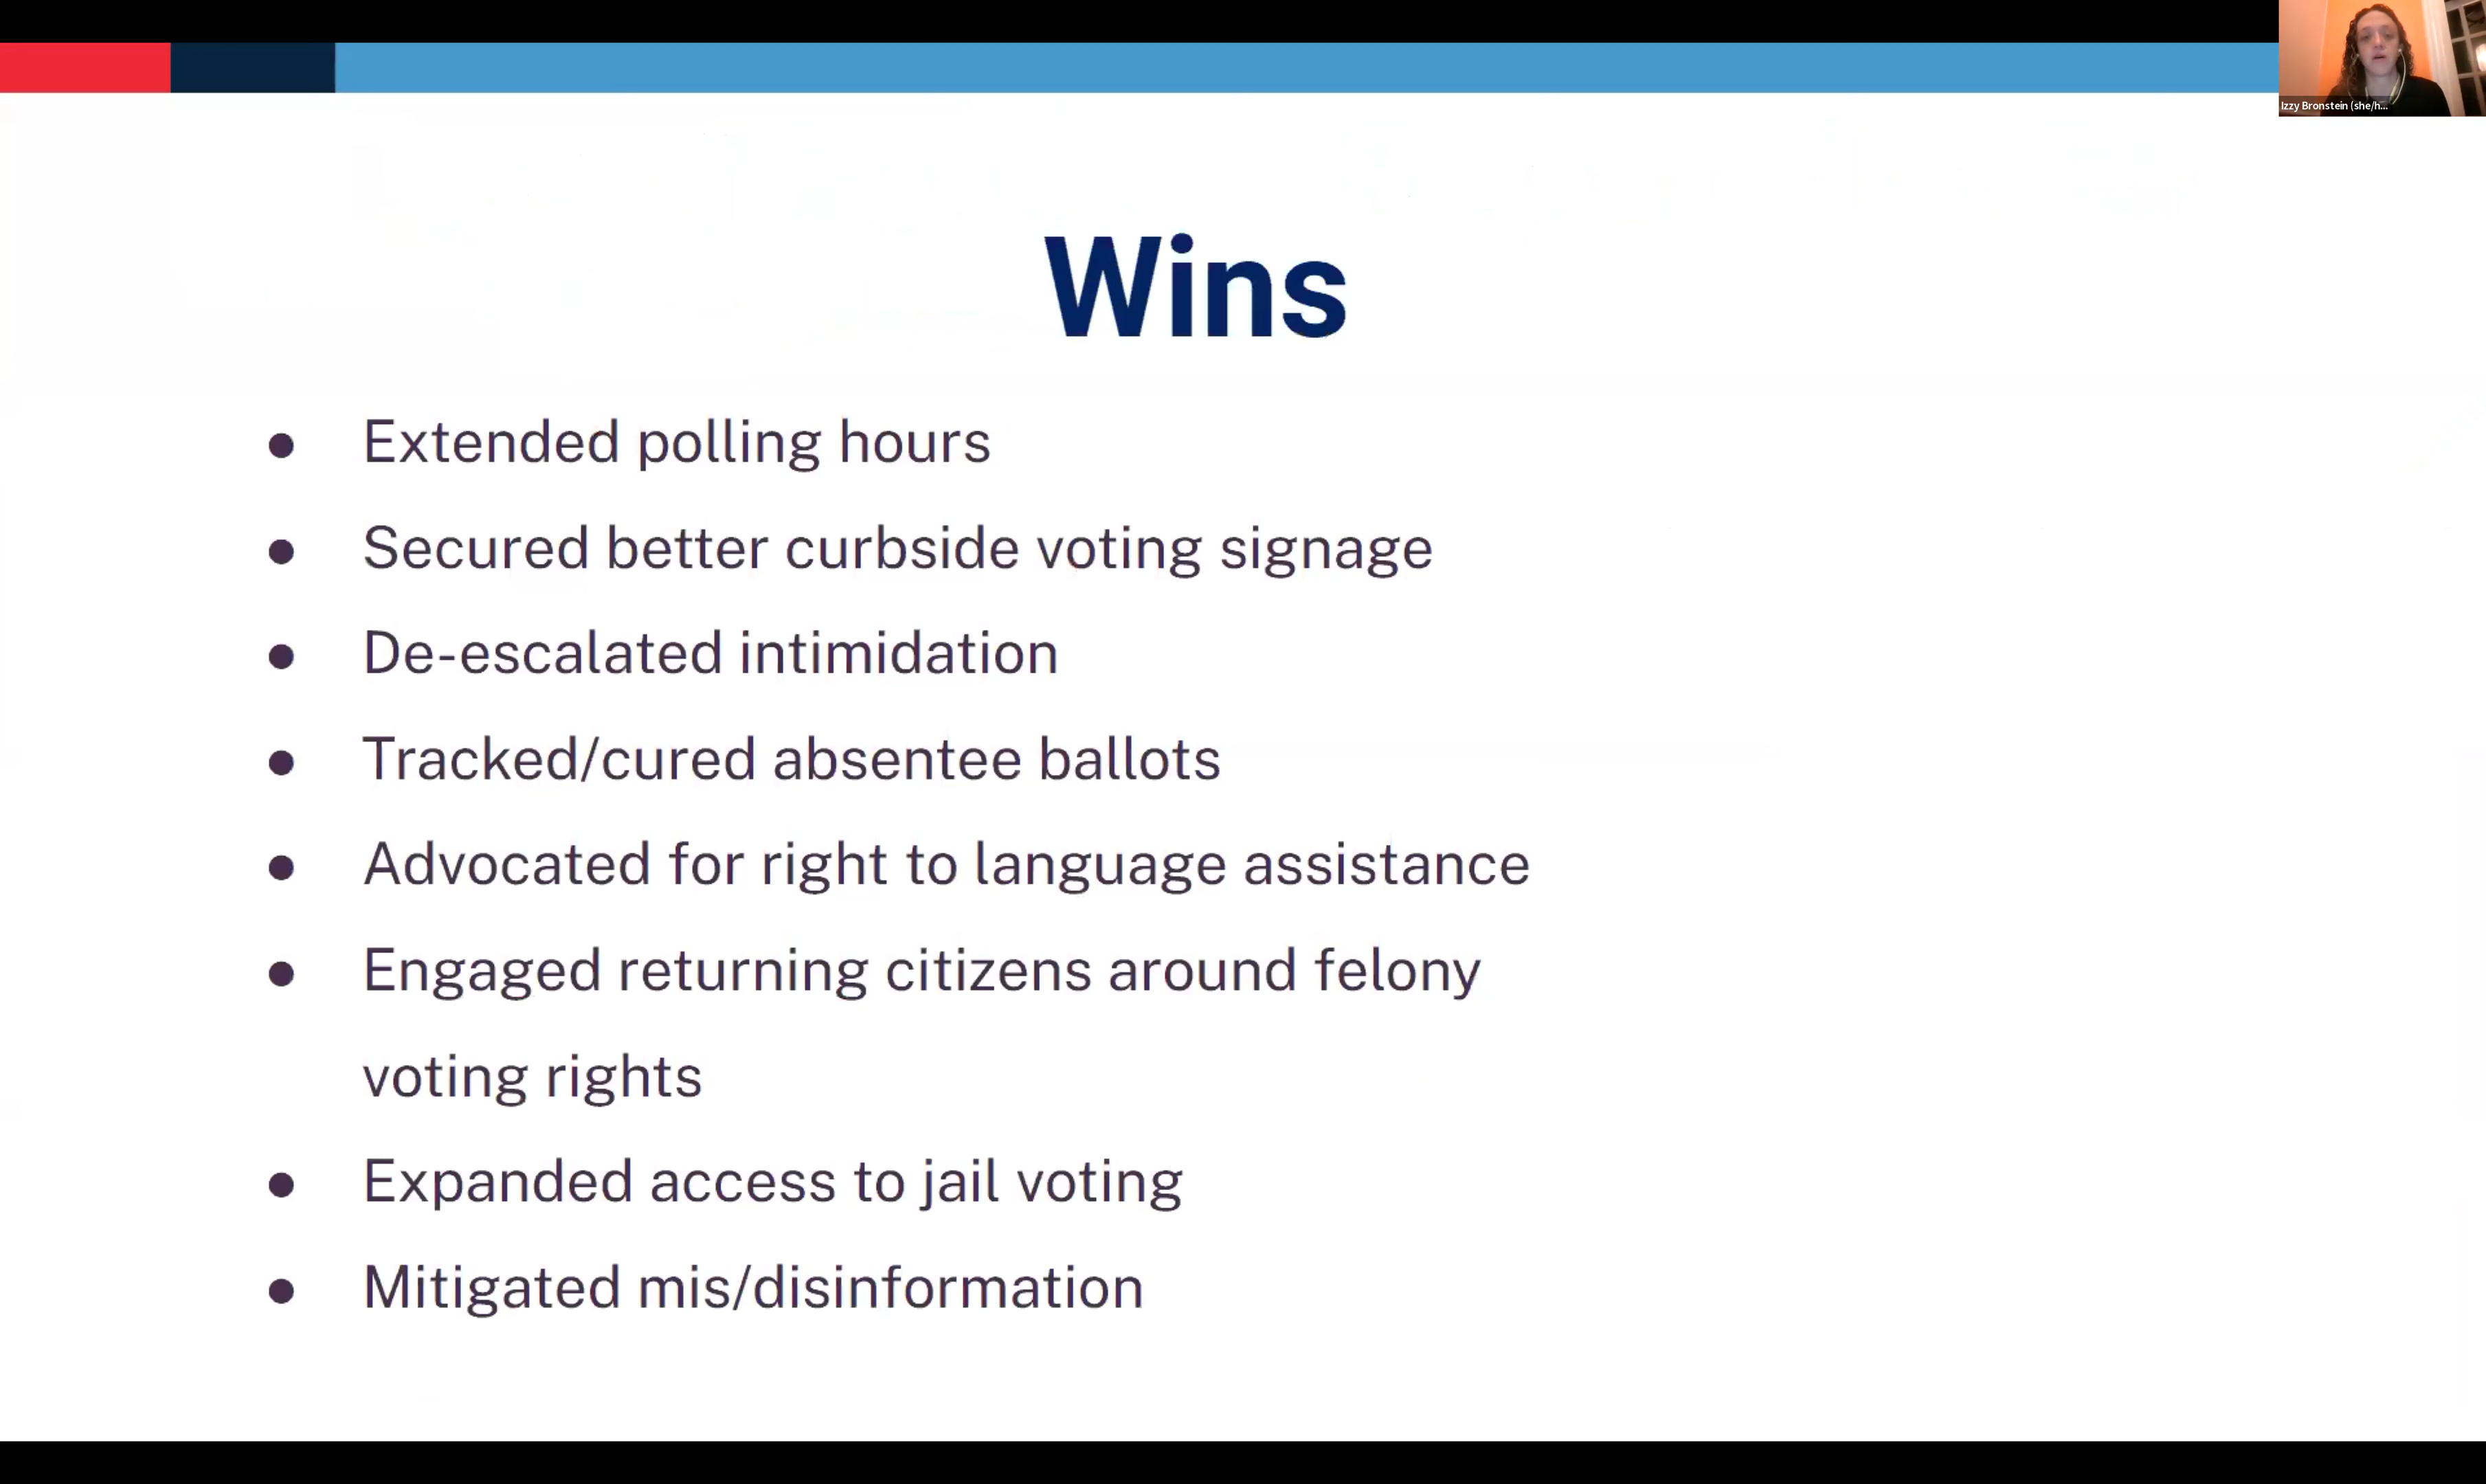 Izzy Bronstein (she/h...
Wins
● Extended polling hours
● Secured better curbside voting signage
● De-escalated intimidation
● Tracked/cured absentee ballots
● Advocated for right to language assistance
● Engaged returning citizens around felony
voting rights
● Expanded access to jail voting
● Mitigated mis/disinformation